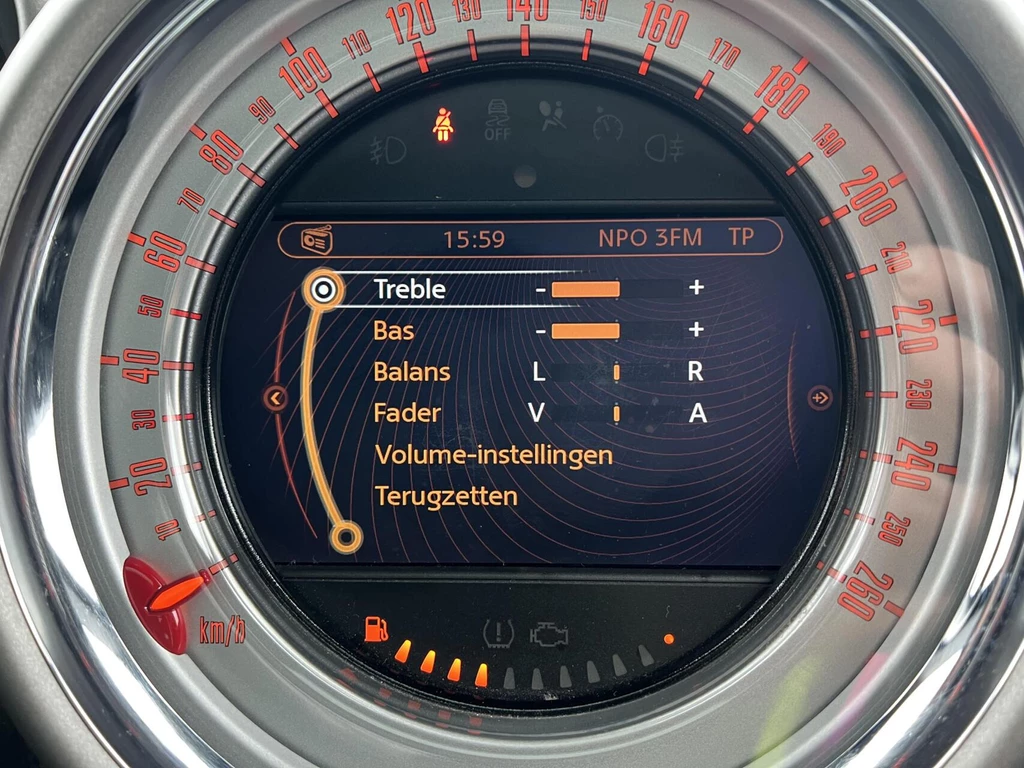 10
20
30
40
50
60
70
80
90
100
110
120
130
140
150
160
170
180
190
200
210
220
230
240
250
260
km/h
OFF
15:59 NPO 3FM TP
Treble - +
Bas - +
Balans L R
Fader V A
Volume-instellingen
Terugzetten